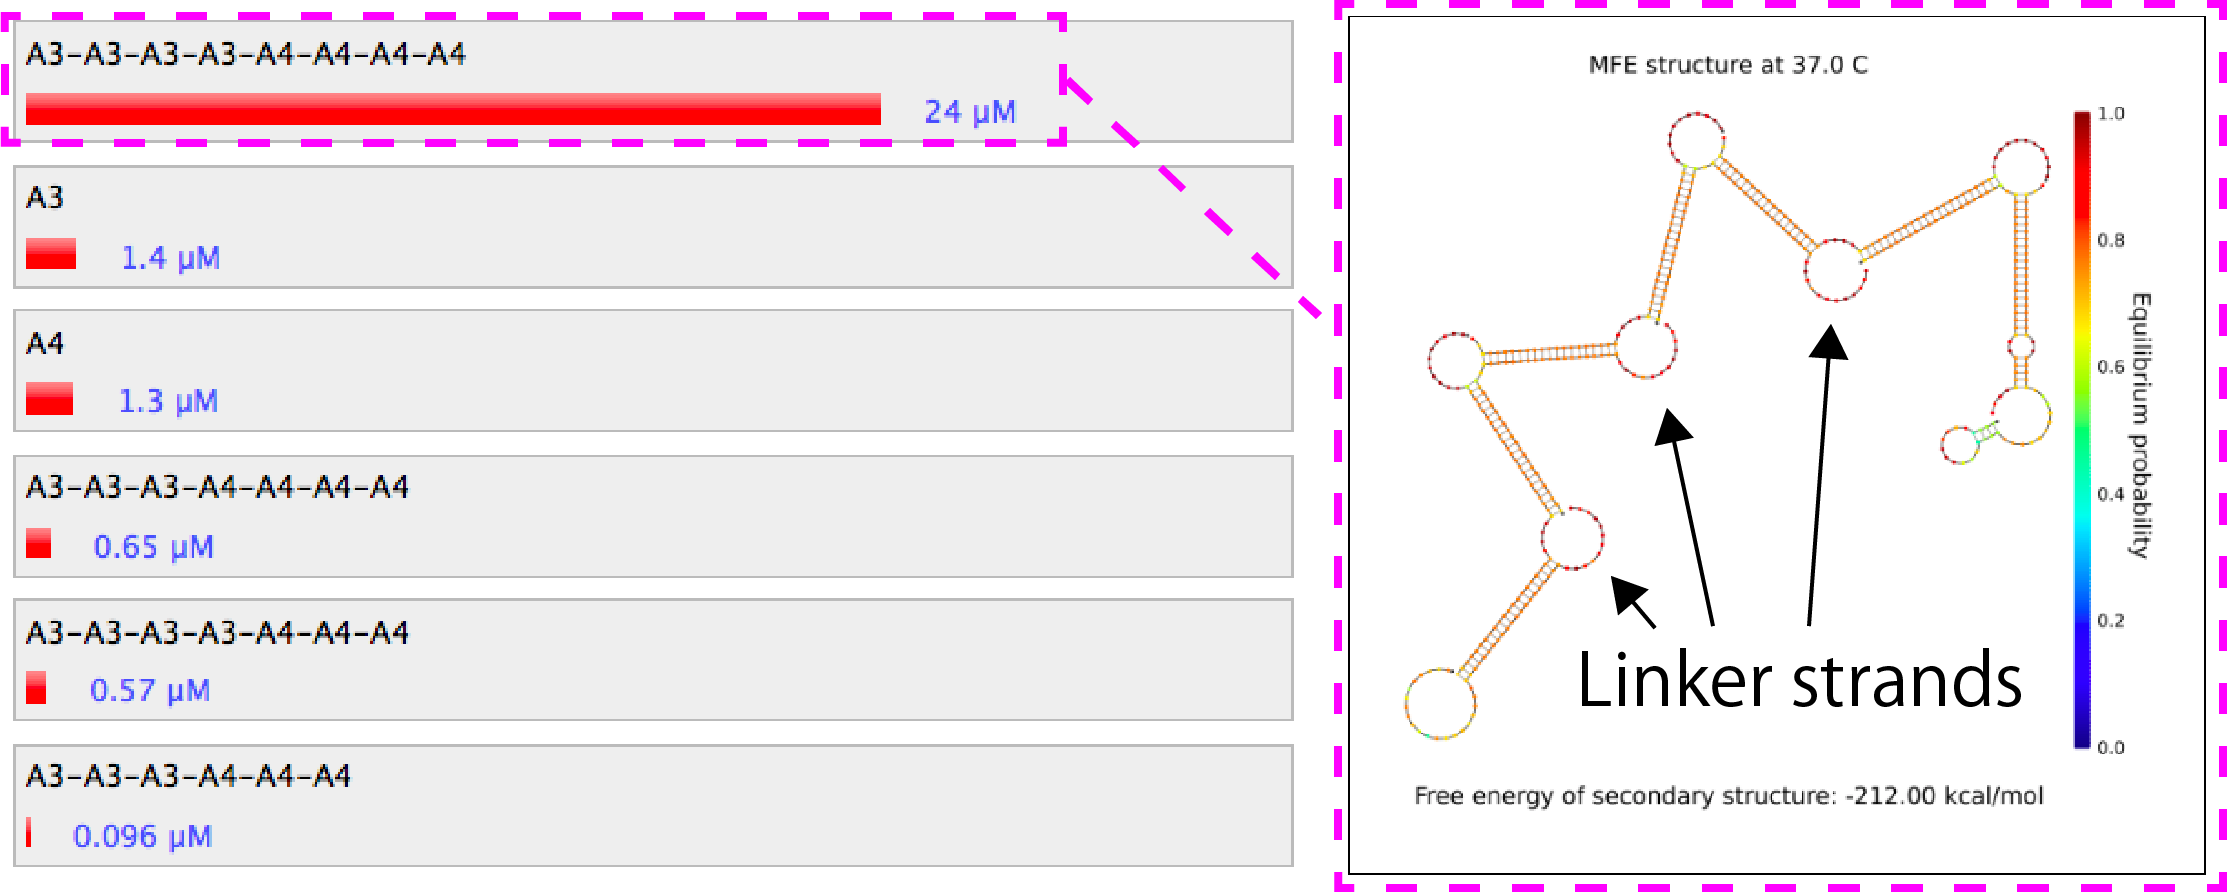 A3-A3-A3-A3-A4-A4-A4-A4
24 µM
A3
1.4 µM
A4
1.3 µM
A3-A3-A3-A4-A4-A4-A4
0.65 µM
A3-A3-A3-A3-A4-A4-A4
0.57 µM
A3-A3-A3-A4-A4-A4
0.096 µM
MFE structure at 37.0 C
1.0
0.8
0.6
0.4
0.2
0.0
Equilibrium probability
Linker strands
Free energy of secondary structure: -212.00 kcal/mol